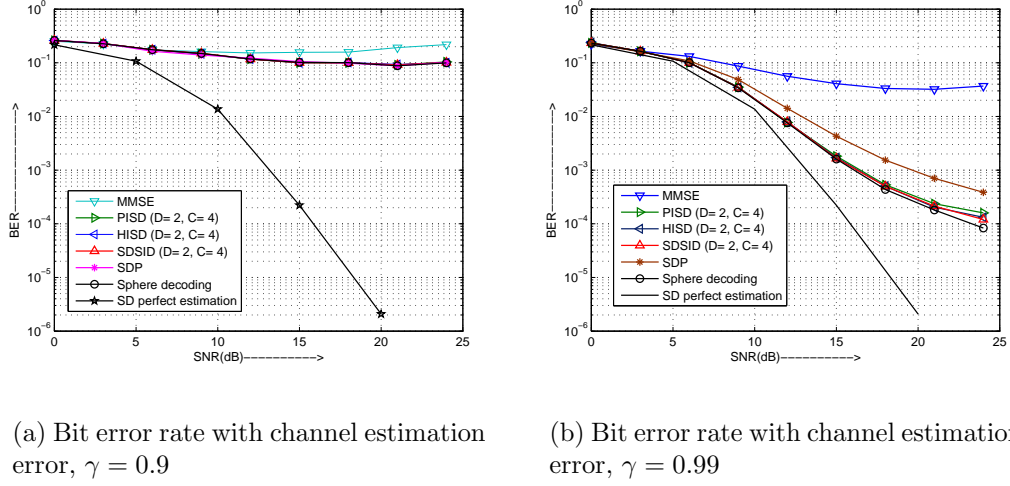 10^0
10^−1
10^−2
10^−3
10^−4
10^−5
10^−6
BER−−−−−−−−−−>
0 5 10 15 20 25
SNR(dB)−−−−−−−−−−>
MMSE
PISD (D= 2, C= 4)
HISD (D= 2, C= 4)
SDSID (D= 2, C= 4)
SDP
Sphere decoding
SD perfect estimation
(a) Bit error rate with channel estimation
error, γ = 0.9
10^0
10^−1
10^−2
10^−3
10^−4
10^−5
10^−6
BER−−−−−−−−−−>
0 5 10 15 20 25
SNR(dB)−−−−−−−−−−>
MMSE
PISD (D= 2, C= 4)
HISD (D= 2, C= 4)
SDSID (D= 2, C= 4)
SDP
Sphere decoding
SD perfect estimation
(b) Bit error rate with channel estimation
error, γ = 0.99